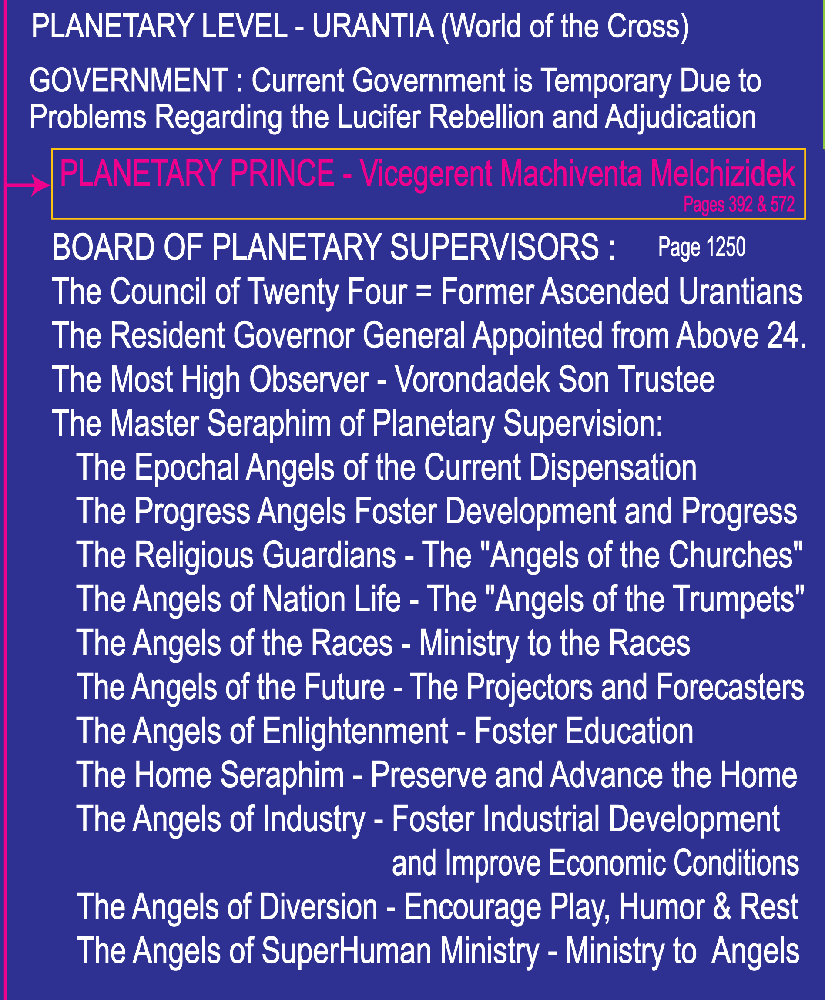 PLANETARY LEVEL - URANTIA (World of the Cross)
GOVERNMENT : Current Government is Temporary Due to
Problems Regarding the Lucifer Rebellion and Adjudication
PLANETARY PRINCE - Vicegerent Machiventa Melchizidek
Pages 392 & 572
BOARD OF PLANETARY SUPERVISORS : Page 1250
The Council of Twenty Four = Former Ascended Urantians
The Resident Governor General Appointed from Above 24.
The Most High Observer - Vorondadek Son Trustee
The Master Seraphim of Planetary Supervision:
The Epochal Angels of the Current Dispensation
The Progress Angels Foster Development and Progress
The Religious Guardians - The "Angels of the Churches"
The Angels of Nation Life - The "Angels of the Trumpets"
The Angels of the Races - Ministry to the Races
The Angels of the Future - The Projectors and Forecasters
The Angels of Enlightenment - Foster Education
The Home Seraphim - Preserve and Advance the Home
The Angels of Industry - Foster Industrial Development
and Improve Economic Conditions
The Angels of Diversion - Encourage Play, Humor & Rest
The Angels of SuperHuman Ministry - Ministry to Angels